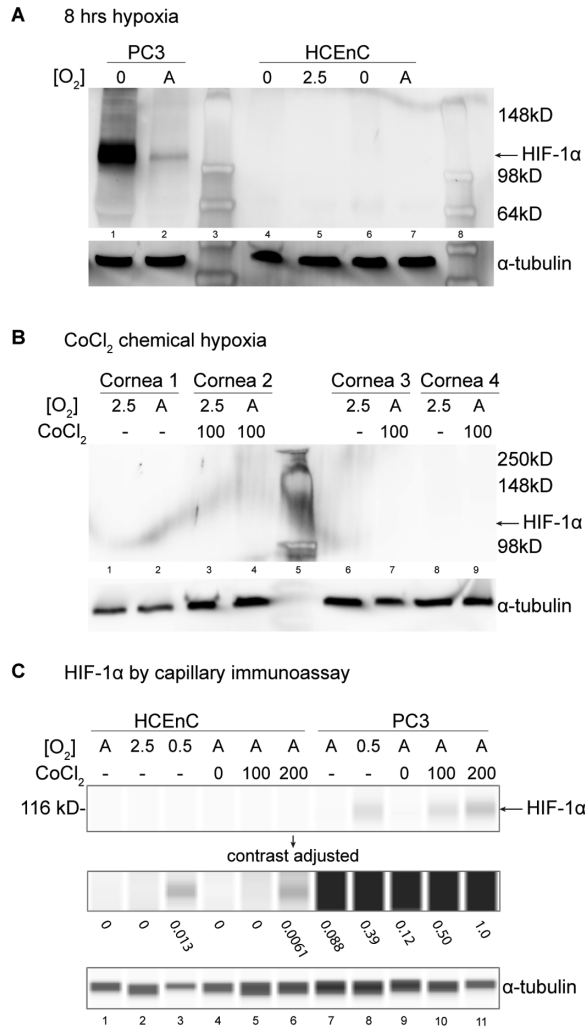 A 8 hrs hypoxia
PC3 HCEnC
[O₂] 0 A 0 2.5 0 A
148kD
HIF-1α
98kD
64kD
1 2 3 4 5 6 7 8
α-tubulin
B CoCl₂ chemical hypoxia
Cornea 1 Cornea 2 Cornea 3 Cornea 4
[O₂] 2.5 A 2.5 A 2.5 A 2.5 A
CoCl₂ - - 100 100 - 100 - 100
250kD
148kD
HIF-1α
98kD
1 2 3 4 5 6 7 8 9
α-tubulin
C HIF-1α by capillary immunoassay
HCEnC PC3
[O₂] A 2.5 0.5 A A A A 0.5 A A A
CoCl₂ - - - 0 100 200 - - 0 100 200
116 kD- HIF-1α
contrast adjusted
0 0 0.013 0 0 0.0061 0.088 0.39 0.12 0.50 1.0
α-tubulin
1 2 3 4 5 6 7 8 9 10 11